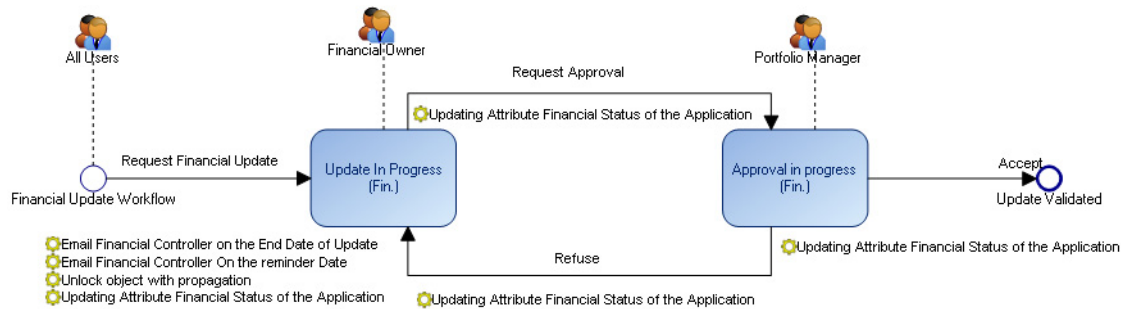 All Users
Financial Owner
Portfolio Manager
Request Approval
Updating Attribute Financial Status of the Application
Request Financial Update
Update In Progress
(Fin.)
Approval in progress
(Fin.)
Accept
Financial Update Workflow
Update Validated
Email Financial Controller on the End Date of Update
Email Financial Controller On the reminder Date
Unlock object with propagation
Updating Attribute Financial Status of the Application
Refuse
Updating Attribute Financial Status of the Application
Updating Attribute Financial Status of the Application